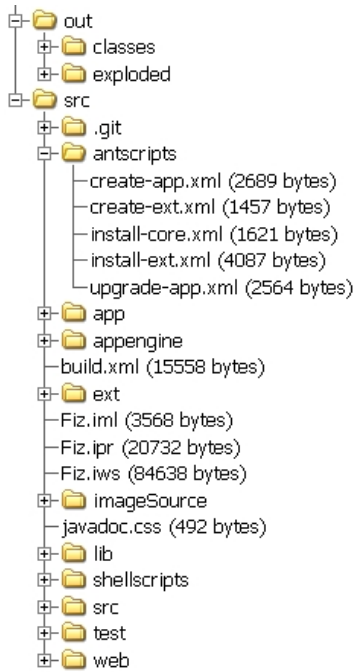 out
classes
exploded
src
.git
antscripts
create-app.xml (2689 bytes)
create-ext.xml (1457 bytes)
install-core.xml (1621 bytes)
install-ext.xml (4087 bytes)
upgrade-app.xml (2564 bytes)
app
appengine
build.xml (15558 bytes)
ext
Fiz.iml (3568 bytes)
Fiz.ipr (20732 bytes)
Fiz.iws (84638 bytes)
imageSource
javadoc.css (492 bytes)
lib
shellscripts
src
test
web